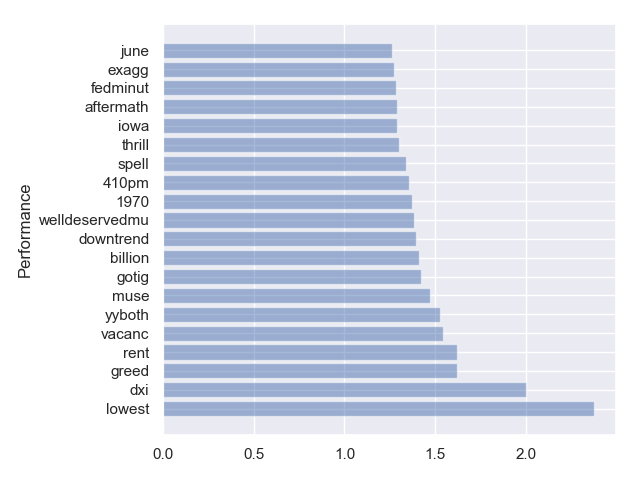 june
exagg
fedminut
aftermath
iowa
thrill
spell
410pm
1970
welldeservedmu
downtrend
billion
gotig
muse
yyboth
vacanc
rent
greed
dxi
lowest
Performance
0.0 0.5 1.0 1.5 2.0